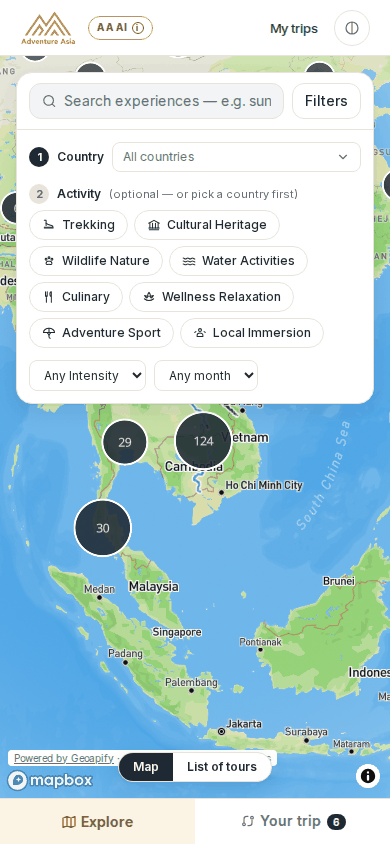 Adventure Asia
AAAI
My trips
Search experiences — e.g. sun
Filters
1 Country
All countries
2 Activity (optional — or pick a country first)
Trekking
Cultural Heritage
Wildlife Nature
Water Activities
Culinary
Wellness Relaxation
Adventure Sport
Local Immersion
Any Intensity
Any month
29
124
Vietnam
Cambodia
Ho Chi Minh City
South China Sea
30
Medan
Malaysia
Brunei
Singapore
Pontianak
Padang
Palembang
Jakarta
Surabaya
Mataram
Powered by Geoapify
Map
List of tours
mapbox
Explore
Your trip 6